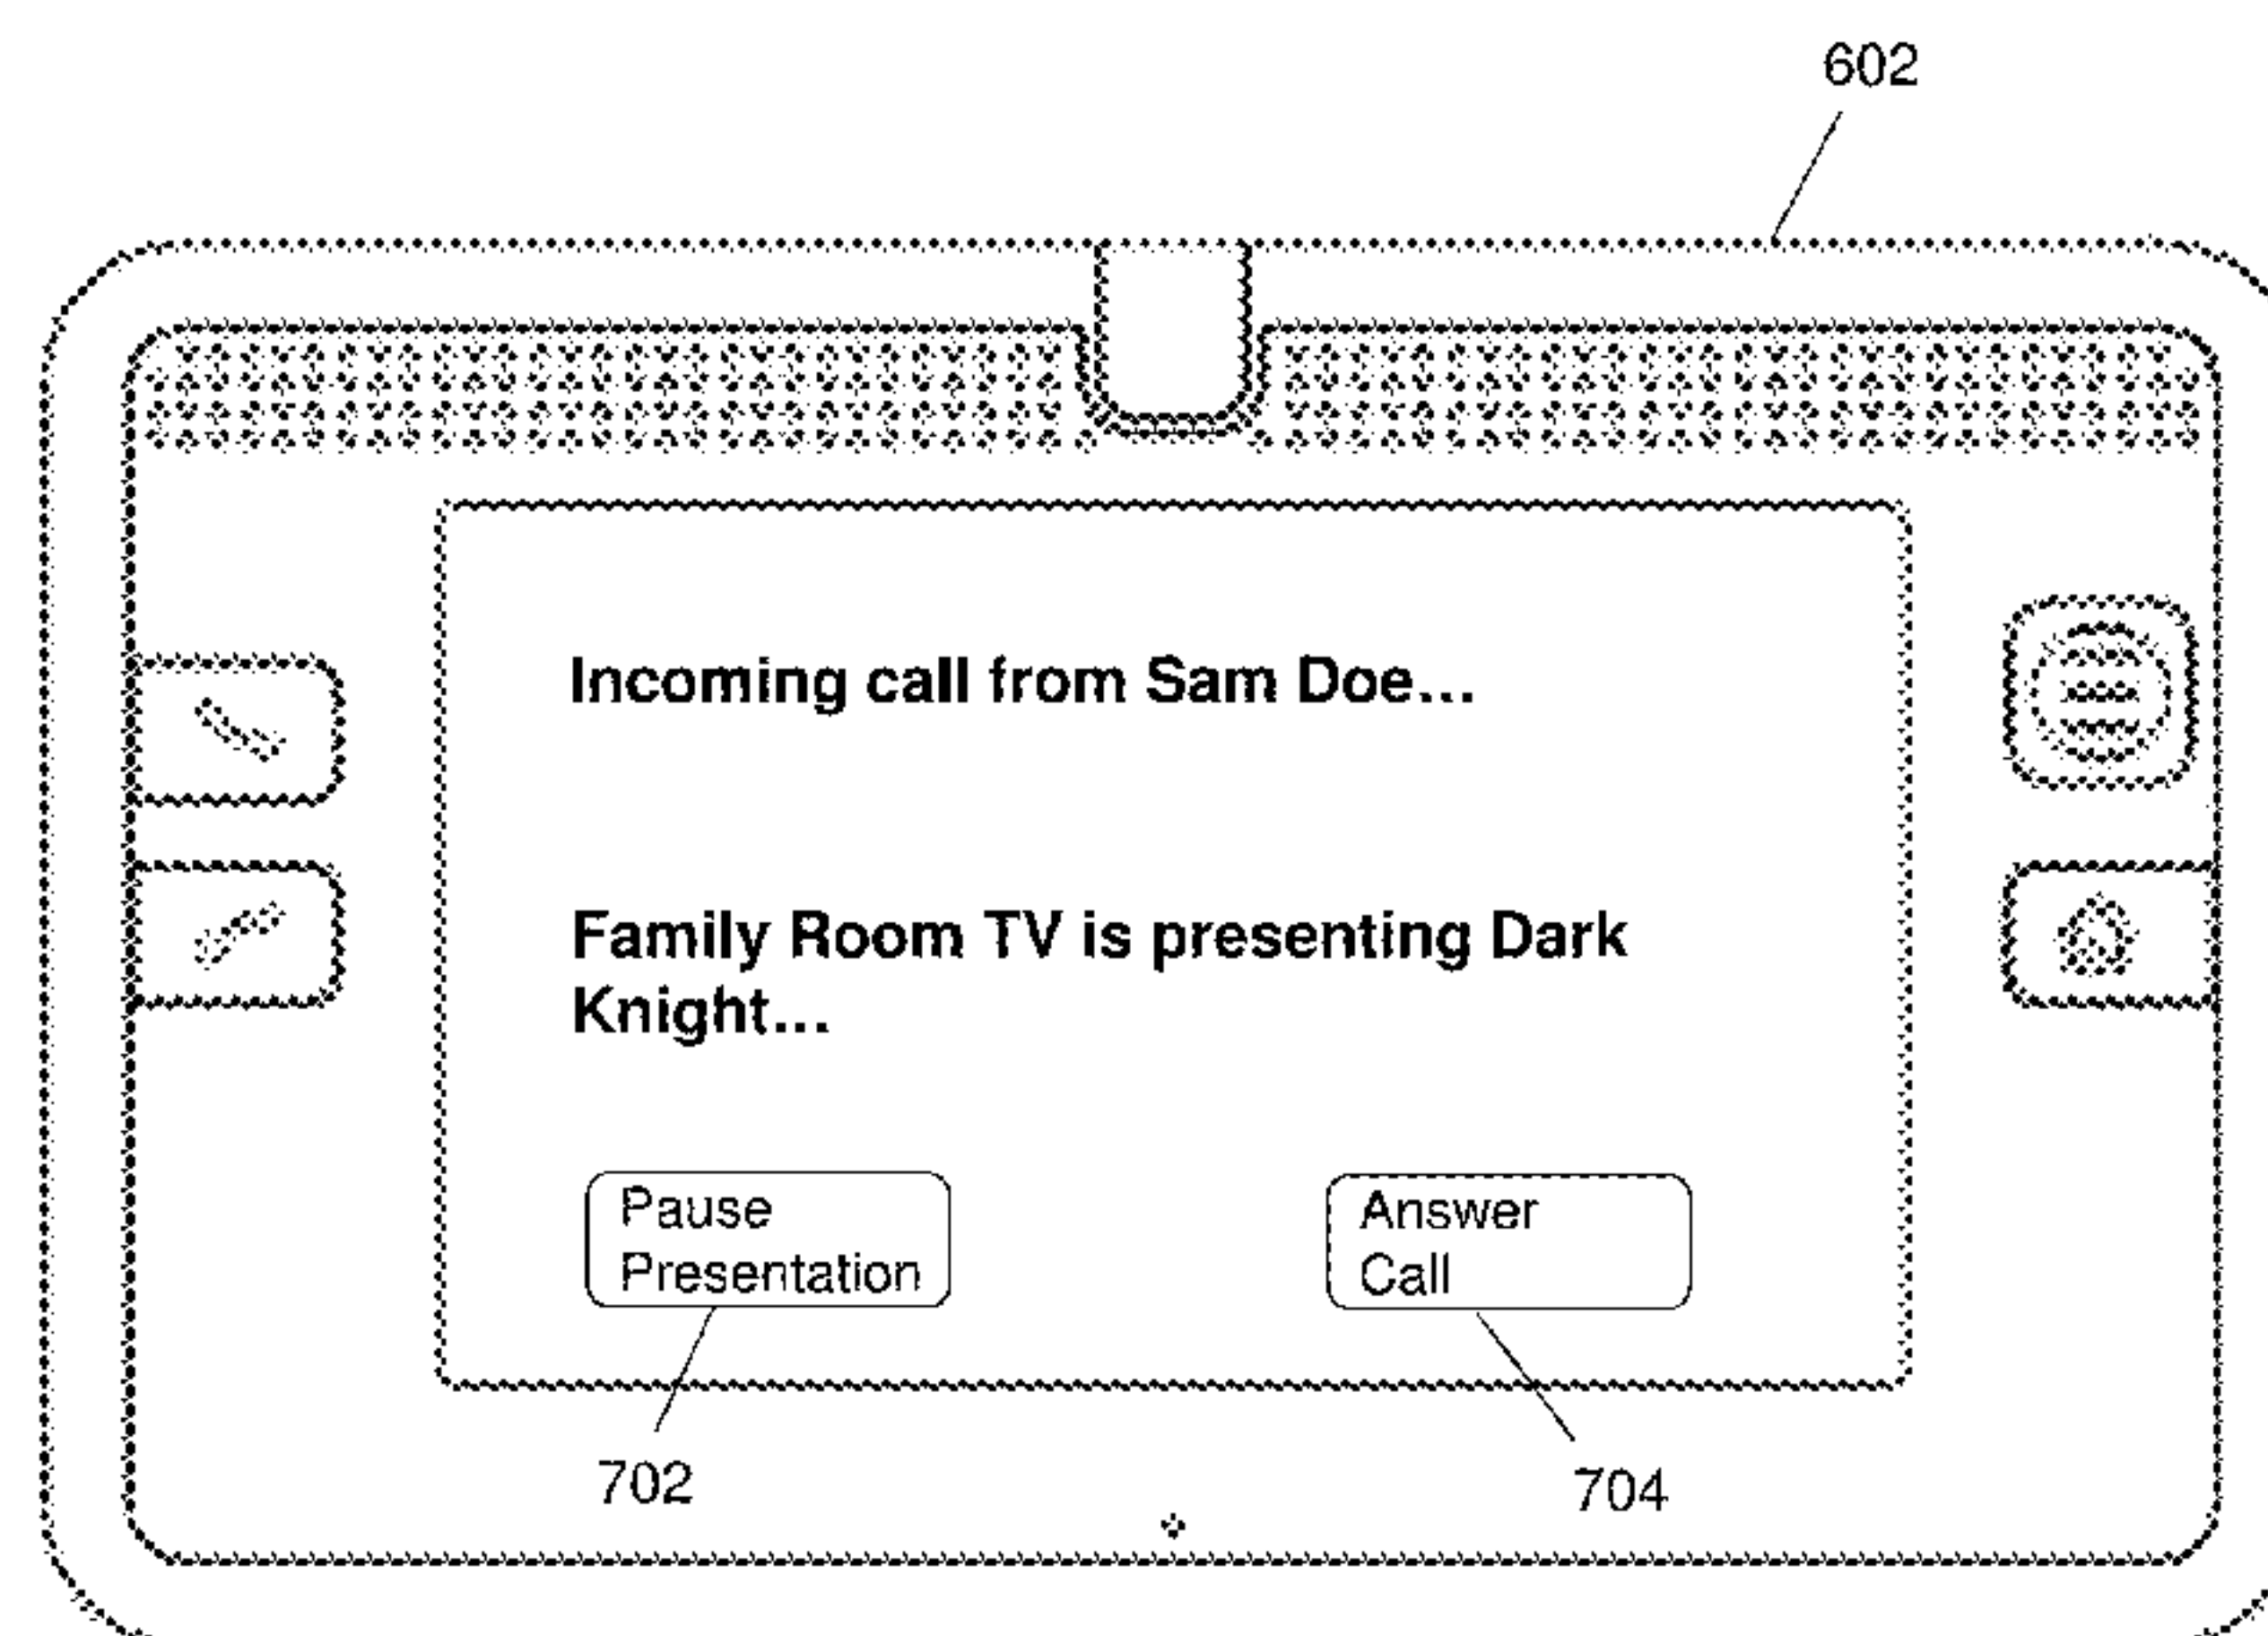 602
Incoming call from Sam Doe...
Family Room TV is presenting Dark
Knight...
Pause
Presentation
Answer
Call
702
704